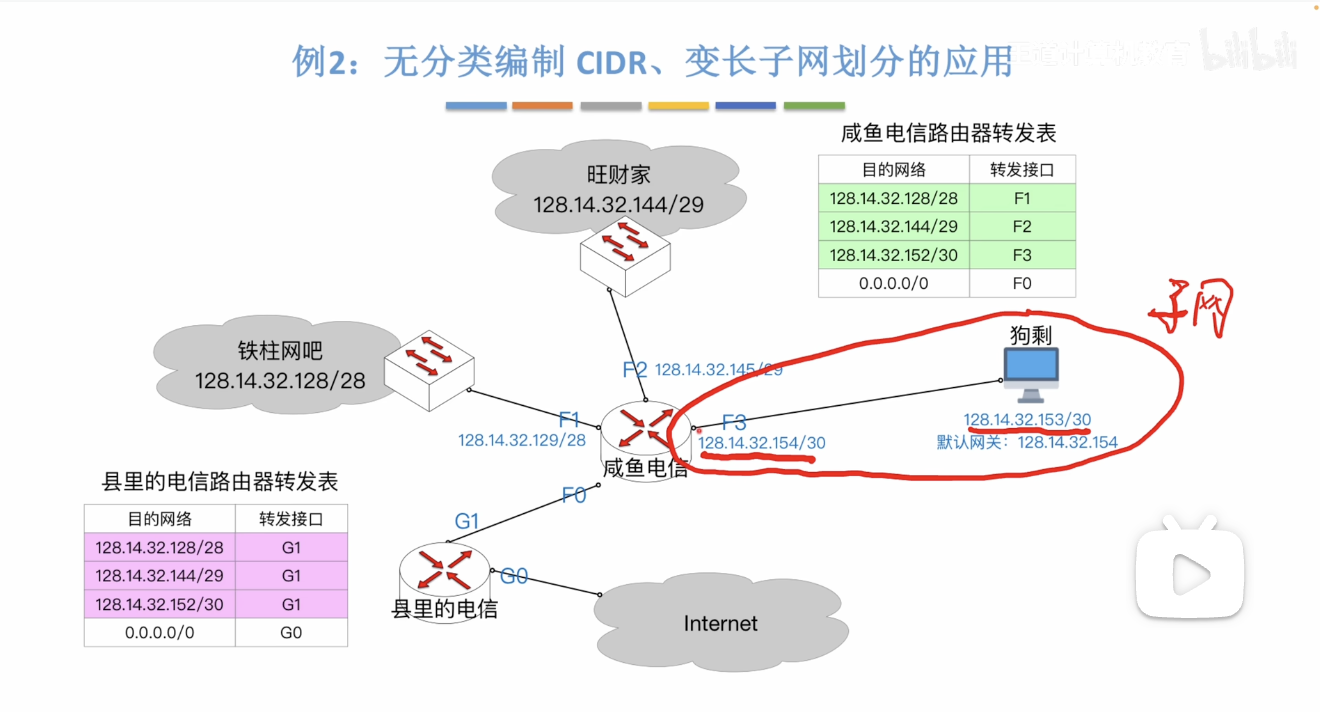 例2：无分类编制 CIDR、变长子网划分的应用
bilibili
咸鱼电信路由器转发表
目的网络 转发接口
128.14.32.128/28 F1
128.14.32.144/29 F2
128.14.32.152/30 F3
0.0.0.0/0 F0
旺财家
128.14.32.144/29
子网
狗剩
铁柱网吧
128.14.32.128/28
F2 128.14.32.145/29
F1
128.14.32.129/28
F3
128.14.32.154/30
128.14.32.153/30
默认网关：128.14.32.154
咸鱼电信
县里的电信路由器转发表
目的网络 转发接口
128.14.32.128/28 G1
128.14.32.144/29 G1
128.14.32.152/30 G1
0.0.0.0/0 G0
F0
G1
G0
县里的电信
Internet